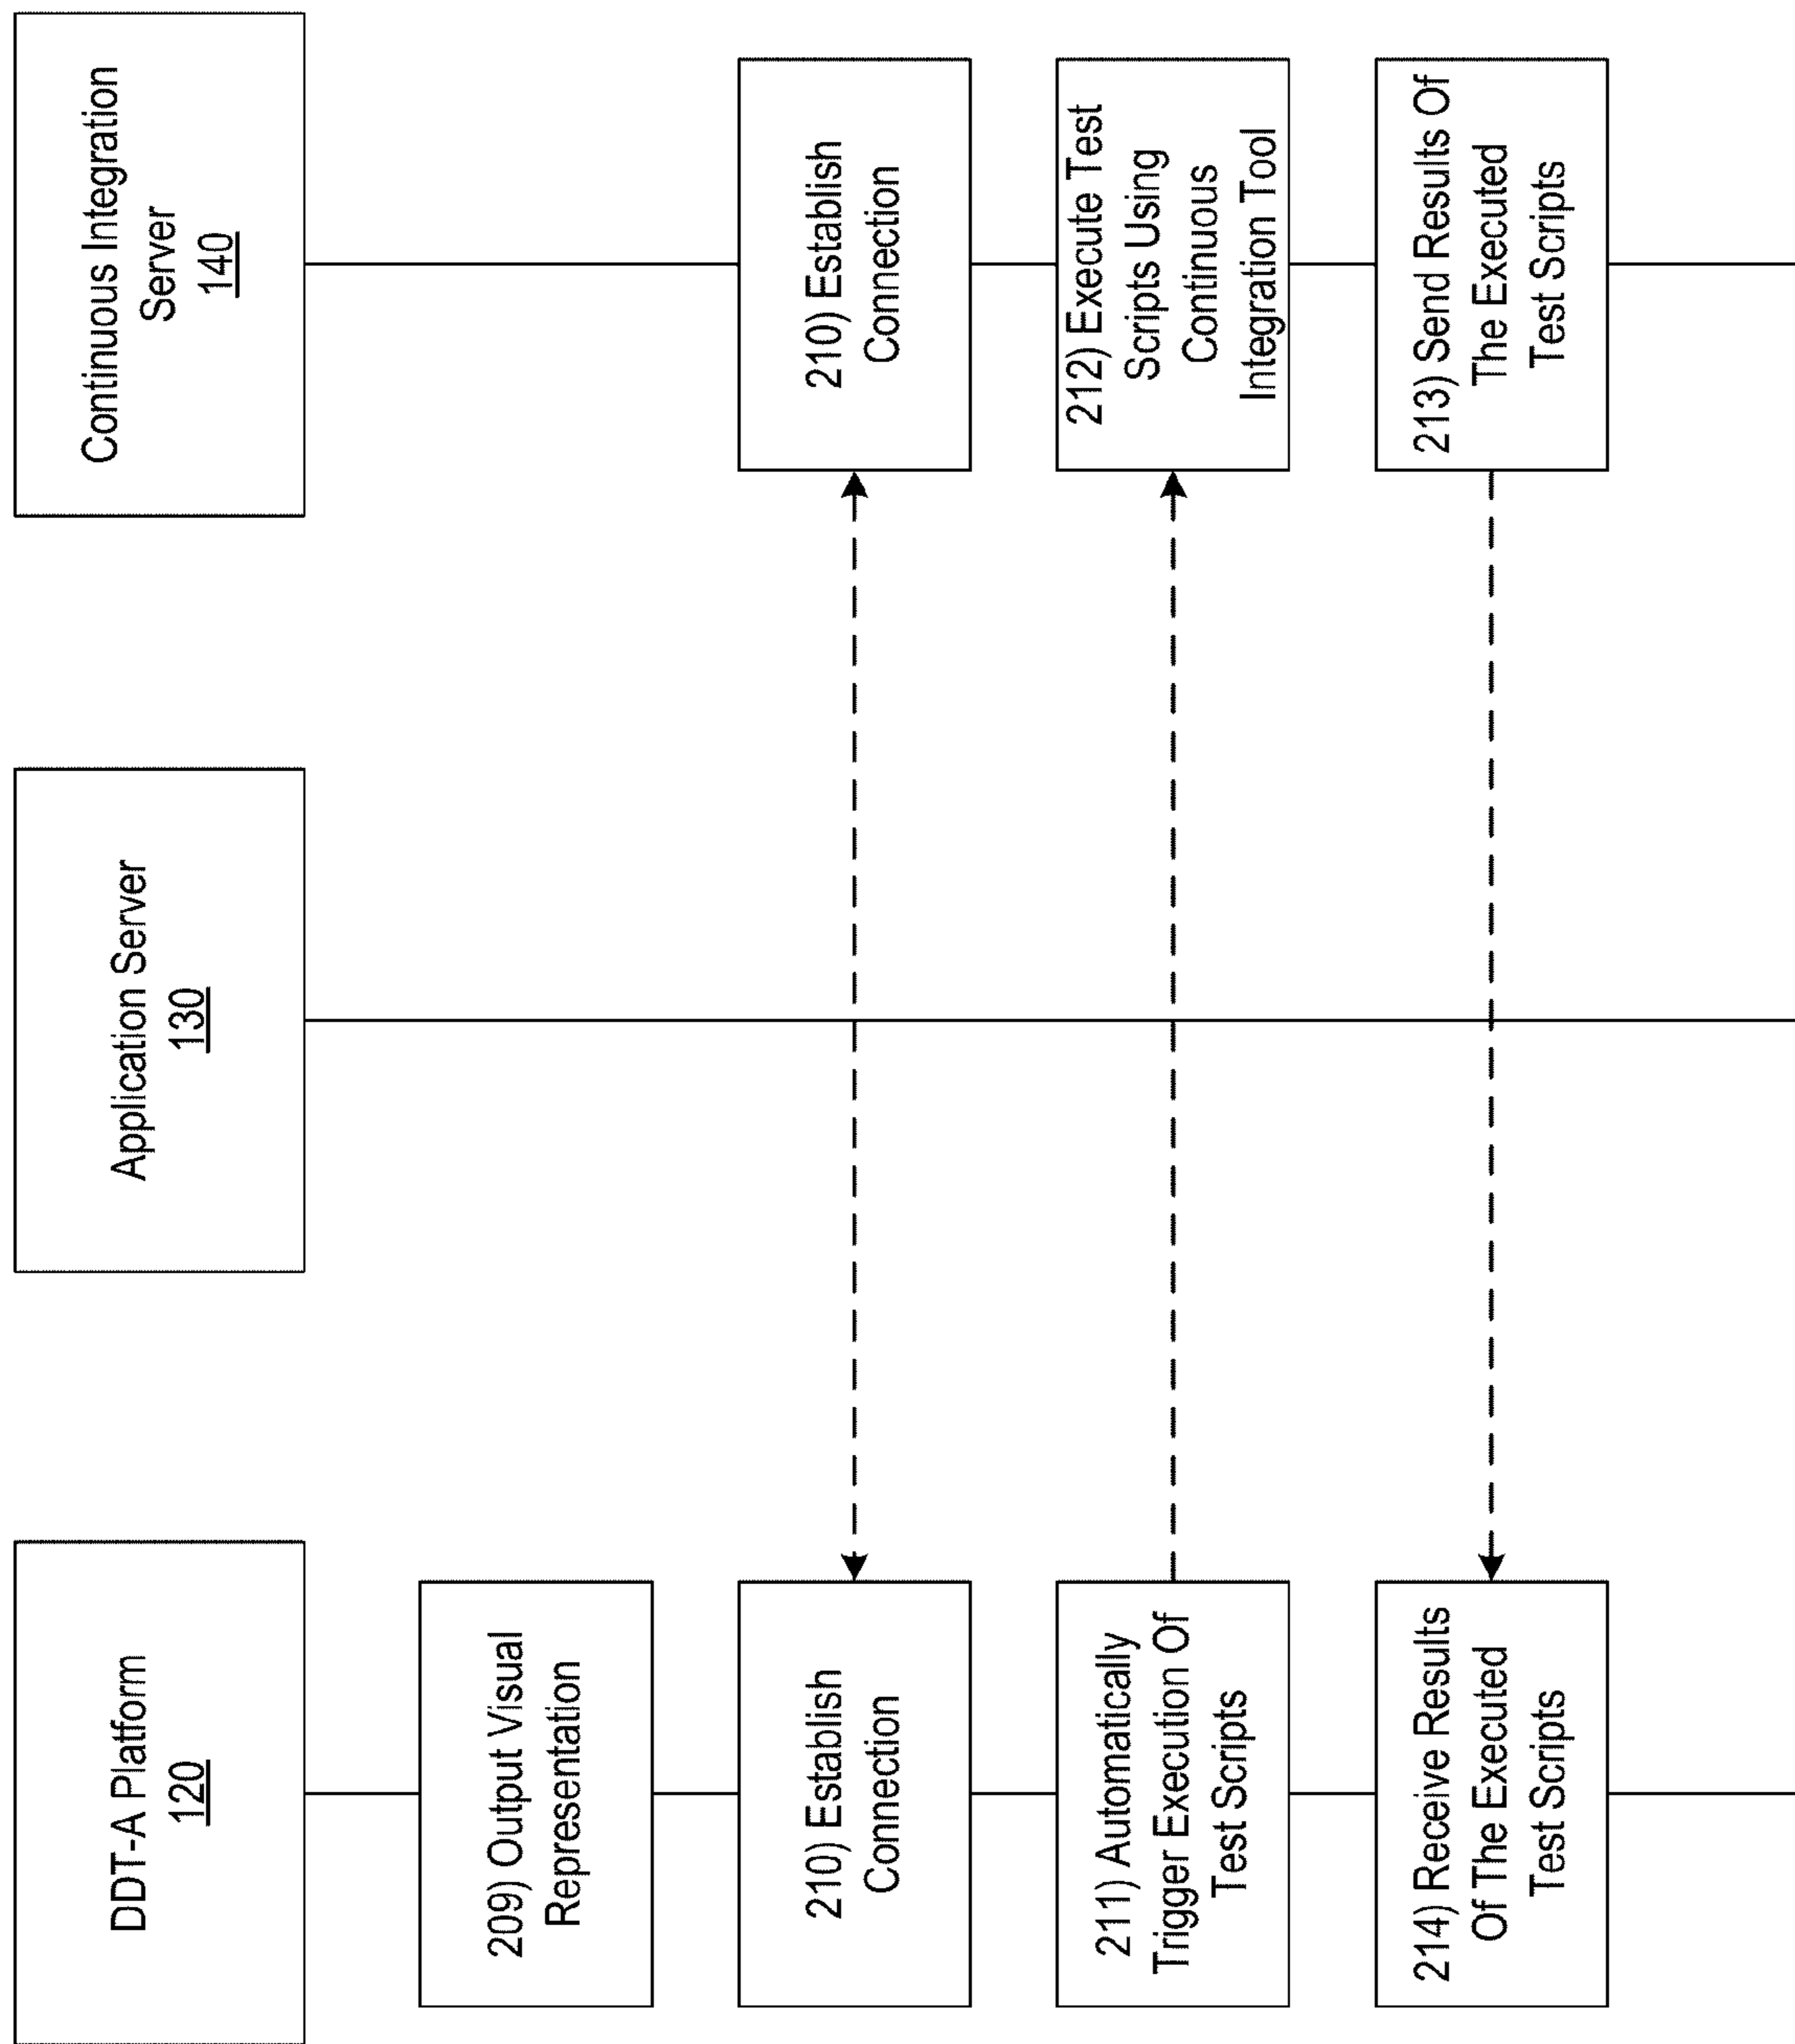 DDT-A Platform
120
Application Server
130
Continuous Integration
Server
140
209) Output Visual
Representation
210) Establish
Connection
210) Establish
Connection
211) Automatically
Trigger Execution Of
Test Scripts
212) Execute Test
Scripts Using
Continuous
Integration Tool
214) Receive Results
Of The Executed
Test Scripts
213) Send Results Of
The Executed
Test Scripts